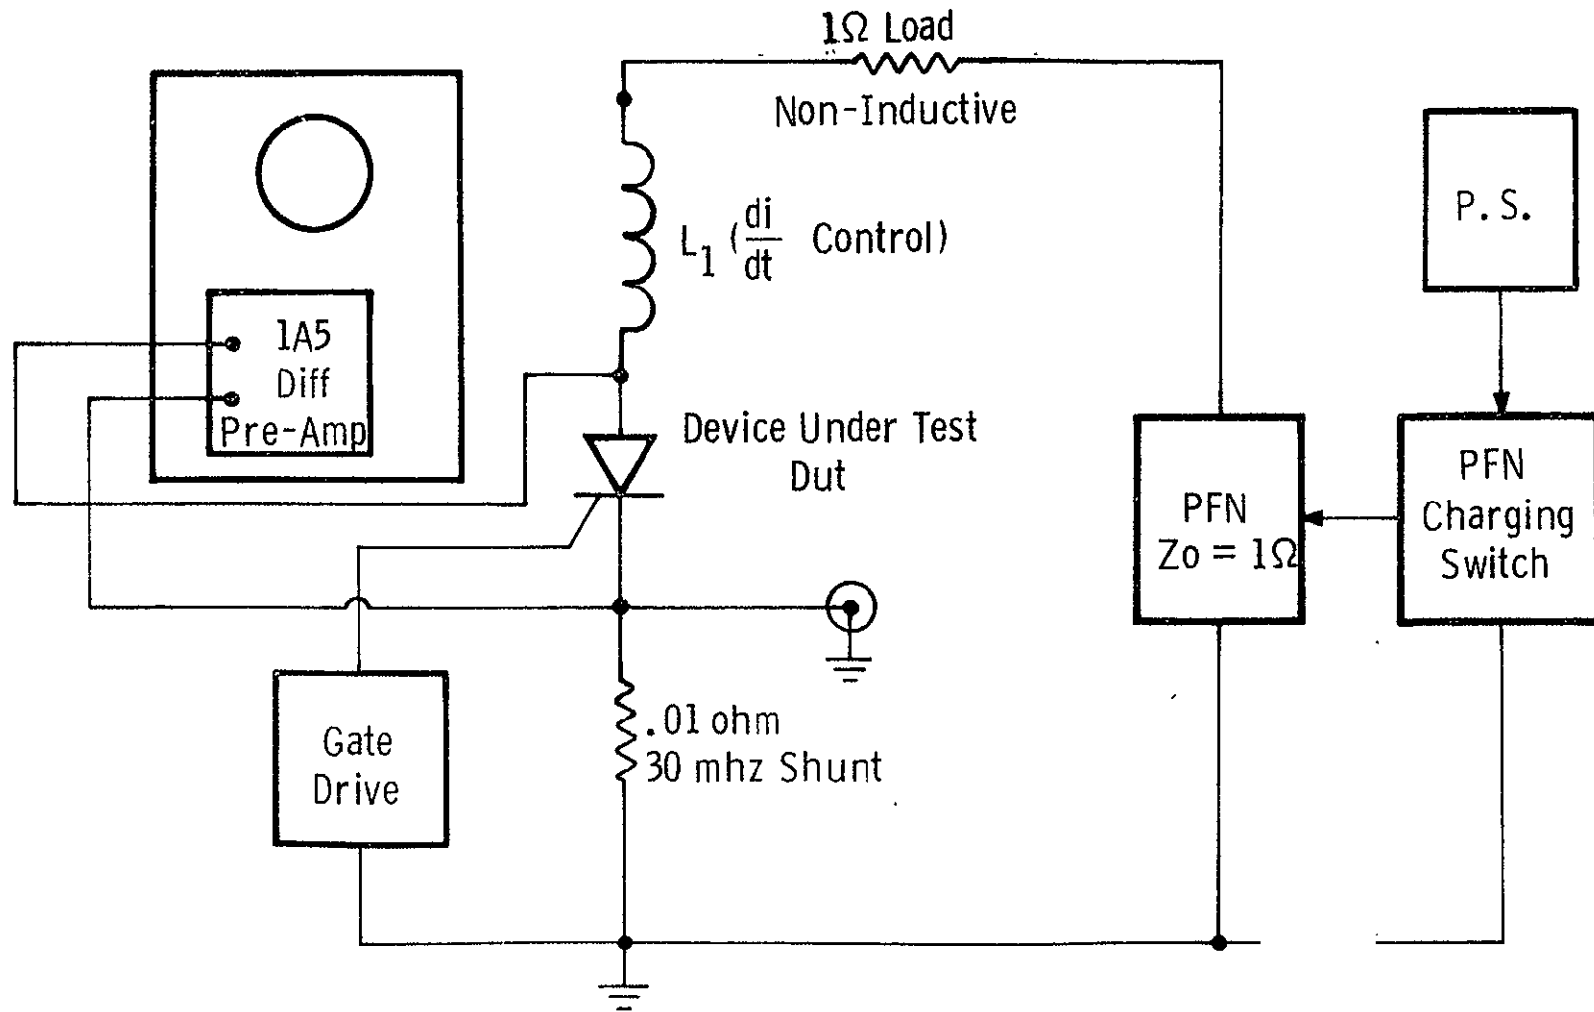 1Ω Load
Non-Inductive
L1 (di/dt Control)
P. S.
1A5
Diff
Pre-Amp
Device Under Test
Dut
PFN
Zo = 1Ω
PFN
Charging
Switch
Gate
Drive
.01 ohm
30 mhz Shunt